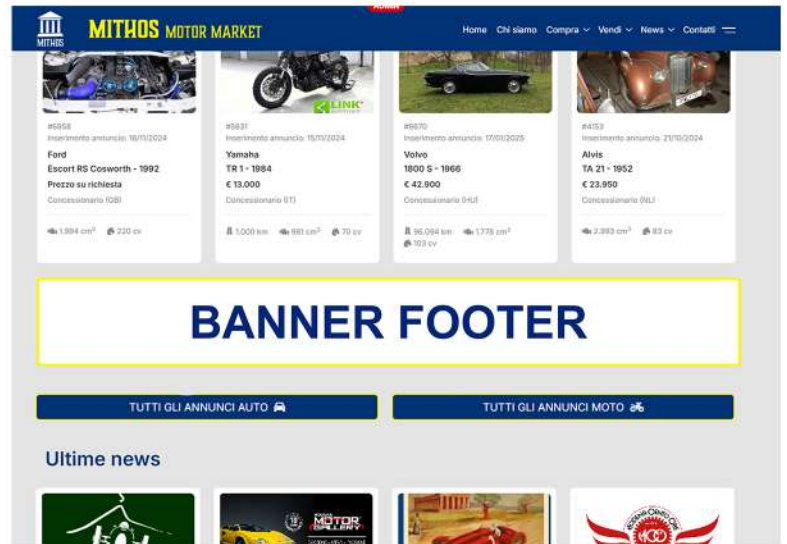 ADMIN
MITHOS MOTOR MARKET
MITHOS
Home Chi siamo Compra Vendi News Contatti
LINK
#5958
Inserimento annuncio: 18/11/2024
Ford
Escort RS Cosworth - 1992
Prezzo su richiesta
Concessionario (GB)
1.994 cm³ 220 cv
#5931
Inserimento annuncio: 15/11/2024
Yamaha
TR 1 - 1984
€ 13.000
Concessionario (IT)
1.000 km 981 cm³ 70 cv
#6670
Inserimento annuncio: 17/01/2025
Volvo
1800 S - 1966
€ 42.900
Concessionario (HU)
96.094 km 1.778 cm³
103 cv
#4153
Inserimento annuncio: 21/10/2024
Alvis
TA 21 - 1952
€ 23.950
Concessionario (NL)
2.993 cm³ 83 cv
BANNER FOOTER
TUTTI GLI ANNUNCI AUTO
TUTTI GLI ANNUNCI MOTO
Ultime news
MOTOR
GALLERY